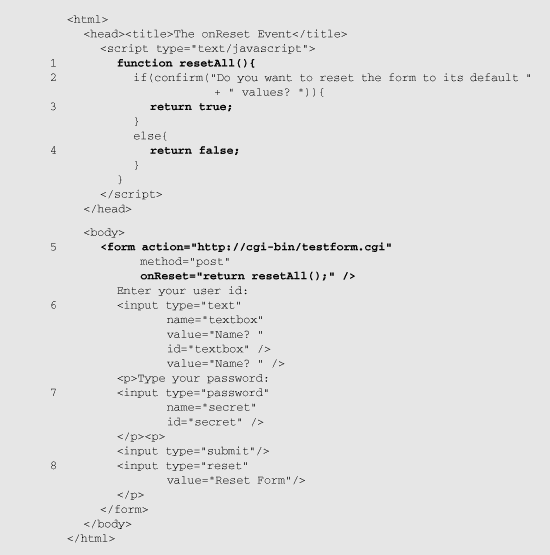 <html>
<head><title>The onReset Event</title>
<script type="text/javascript">
1 function resetAll(){
2 if(confirm("Do you want to reset the form to its default "
+ " values? ")){
3 return true;
}
else{
4 return false;
}
}
</script>
</head>
<body>
5 <form action="http://cgi-bin/testform.cgi"
method="post"
onReset="return resetAll();" />
Enter your user id:
6 <input type="text"
name="textbox"
value="Name? "
id="textbox" />
value="Name? " />
<p>Type your password:
7 <input type="password"
name="secret"
id="secret" />
</p><p>
<input type="submit"/>
8 <input type="reset"
value="Reset Form"/>
</p>
</form>
</body>
</html>